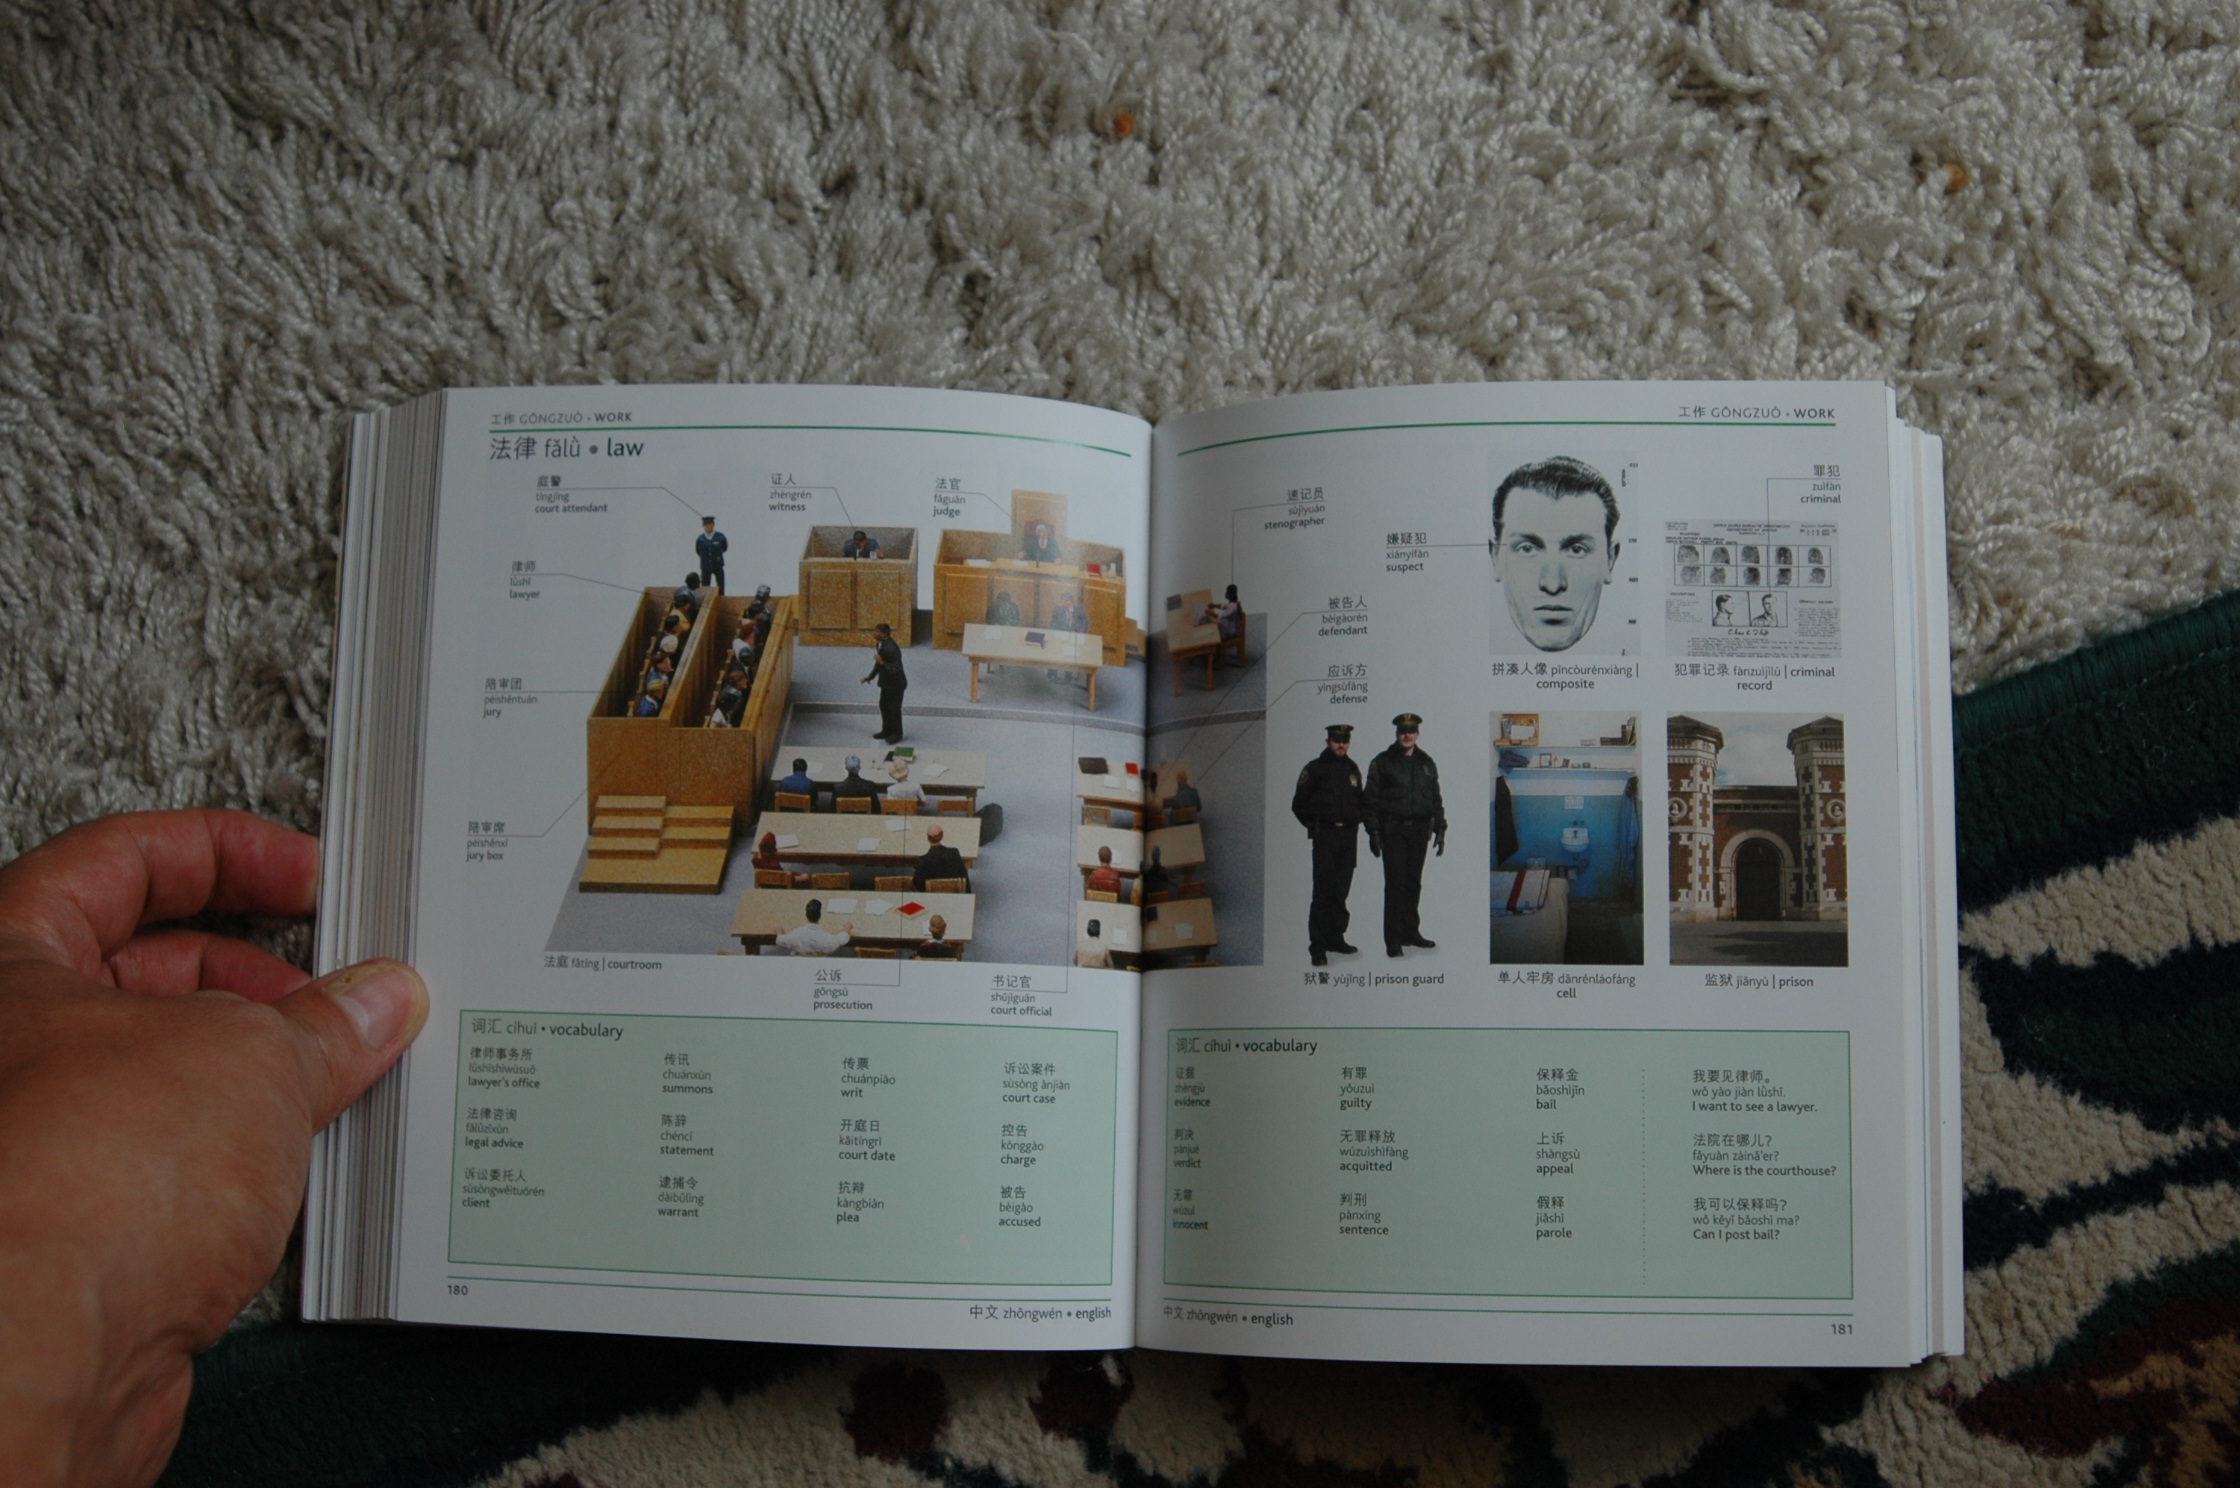 工作 GŌNGZUÒ • WORK
法律 fǎlǜ • law
庭警
tíngjǐng
court attendant
证人
zhèngrén
witness
法官
fǎguān
judge
律师
lǜshī
lawyer
陪审团
péishěntuán
jury
陪审席
péishěnxí
jury box
法庭 fǎtíng | courtroom
公诉
gōngsù
prosecution
书记官
shūjìguān
court official
词汇 cíhuì • vocabulary
律师事务所
lǜshīshìwùsuǒ
lawyer's office
法律咨询
fǎlǜzīxún
legal advice
诉讼委托人
sùsòngwěituōrén
client
传讯
chuánxùn
summons
陈辞
chéncí
statement
逮捕令
dàibǔlìng
warrant
传票
chuánpiào
writ
开庭日
kāitíngrì
court date
抗辩
kàngbiàn
plea
诉讼案件
sùsòng ànjiàn
court case
控告
kònggào
charge
被告
bèigào
accused
180
中文 zhōngwén • english
工作 GŌNGZUÒ • WORK
速记员
sùjìyuán
stenographer
被告人
bèigàorén
defendant
应诉方
yìngsùfāng
defense
嫌疑犯
xiányífàn
suspect
拼凑人像 pīncòurénxiàng |
composite
罪犯
zuìfàn
criminal
犯罪记录 fànzuìjìlù | criminal
record
狱警 yùjǐng | prison guard
单人牢房 dānrénláofáng
cell
监狱 jiānyù | prison
词汇 cíhuì • vocabulary
证据
zhèngjù
evidence
判决
pànjué
verdict
无罪
wúzuì
innocent
有罪
yǒuzuì
guilty
无罪释放
wúzuìshìfàng
acquitted
判刑
pànxíng
sentence
保释金
bǎoshìjīn
bail
上诉
shàngsù
appeal
假释
jiǎshì
parole
我要见律师。
wǒ yào jiàn lǜshī.
I want to see a lawyer.
法院在哪儿?
fǎyuàn zàinǎ'er?
Where is the courthouse?
我可以保释吗?
wǒ kěyǐ bǎoshì ma?
Can I post bail?
中文 zhōngwén • english
181